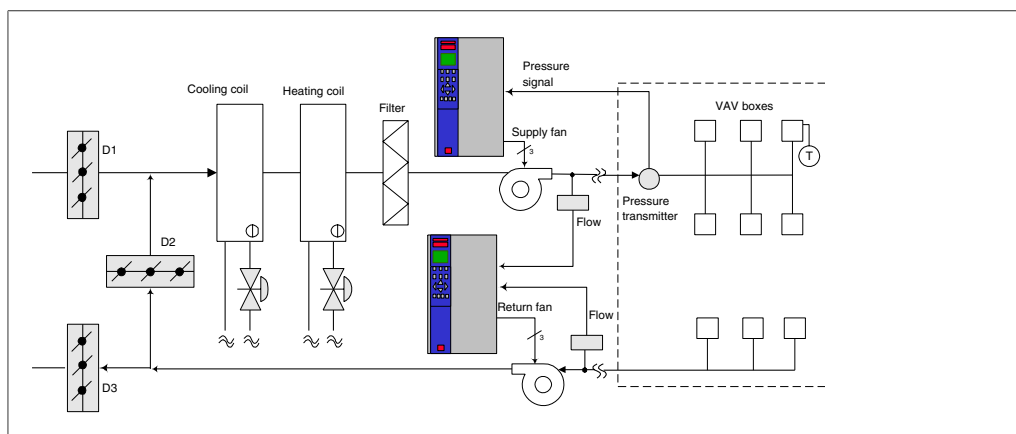 Cooling coil
Heating coil
Filter
Pressure
signal
VAV boxes
D1
Supply fan
3
T
Pressure
transmitter
Flow
D2
Return fan
3
Flow
D3